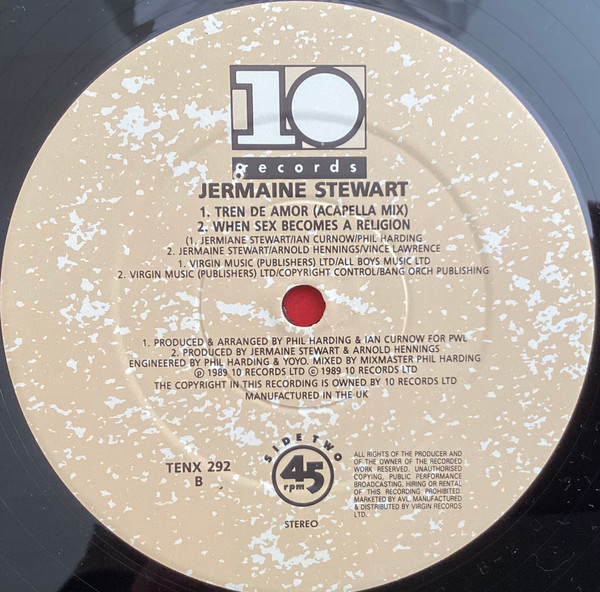 10
records
JERMAINE STEWART
1. TREN DE AMOR (ACAPELLA MIX)
2. WHEN SEX BECOMES A RELIGION
(1. JERMIANE STEWART/IAN CURNOW/PHIL HARDING
2. JERMAINE STEWART/ARNOLD HENNINGS/VINCE LAWRENCE
1. VIRGIN MUSIC (PUBLISHERS) LTD/ALL BOYS MUSIC LTD
2. VIRGIN MUSIC (PUBLISHERS) LTD/COPYRIGHT CONTROL/BANG ORCH PUBLISHING
1. PRODUCED & ARRANGED BY PHIL HARDING & IAN CURNOW FOR PWL
2. PRODUCED BY JERMAINE STEWART & ARNOLD HENNINGS
ENGINEERED BY PHIL HARDING & YOYO. MIXED BY MIXMASTER PHIL HARDING
℗ 1989 10 RECORDS LTD © 1989 10 RECORDS LTD
THE COPYRIGHT IN THIS RECORDING IS OWNED BY 10 RECORDS LTD
MANUFACTURED IN THE UK
TENX 292
B
SIDE TWO
45
rpm
STEREO
ALL RIGHTS OF THE PRODUCER AND
OF THE OWNER OF THE RECORDED
WORK RESERVED. UNAUTHORISED
COPYING, PUBLIC PERFORMANCE
BROADCASTING, HIRING OR RENTAL
OF THIS RECORDING PROHIBITED.
MARKETED BY AVL. MANUFACTURED
& DISTRIBUTED BY VIRGIN RECORDS
LTD.